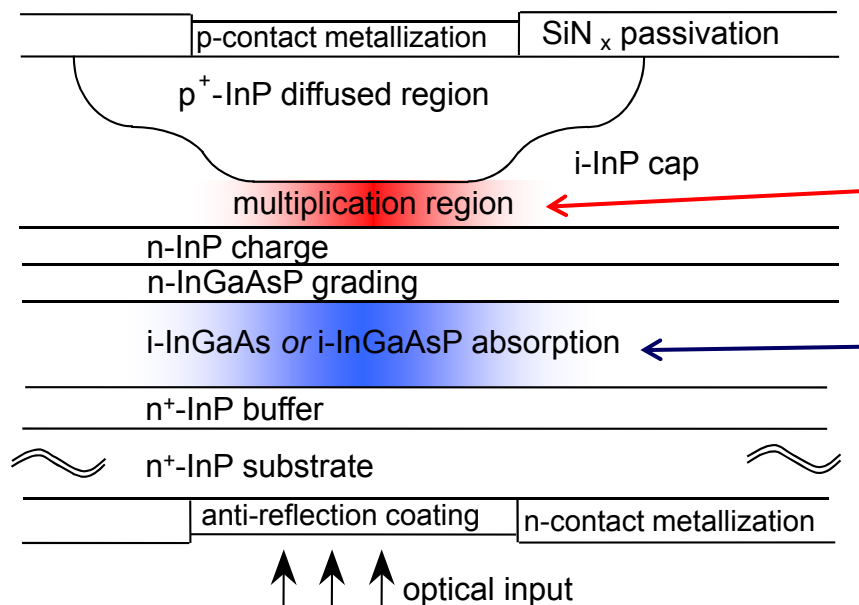 p-contact metallization
SiN x passivation
p+-InP diffused region
i-InP cap
multiplication region
n-InP charge
n-InGaAsP grading
i-InGaAs or i-InGaAsP absorption
n+-InP buffer
n+-InP substrate
anti-reflection coating
n-contact metallization
optical input